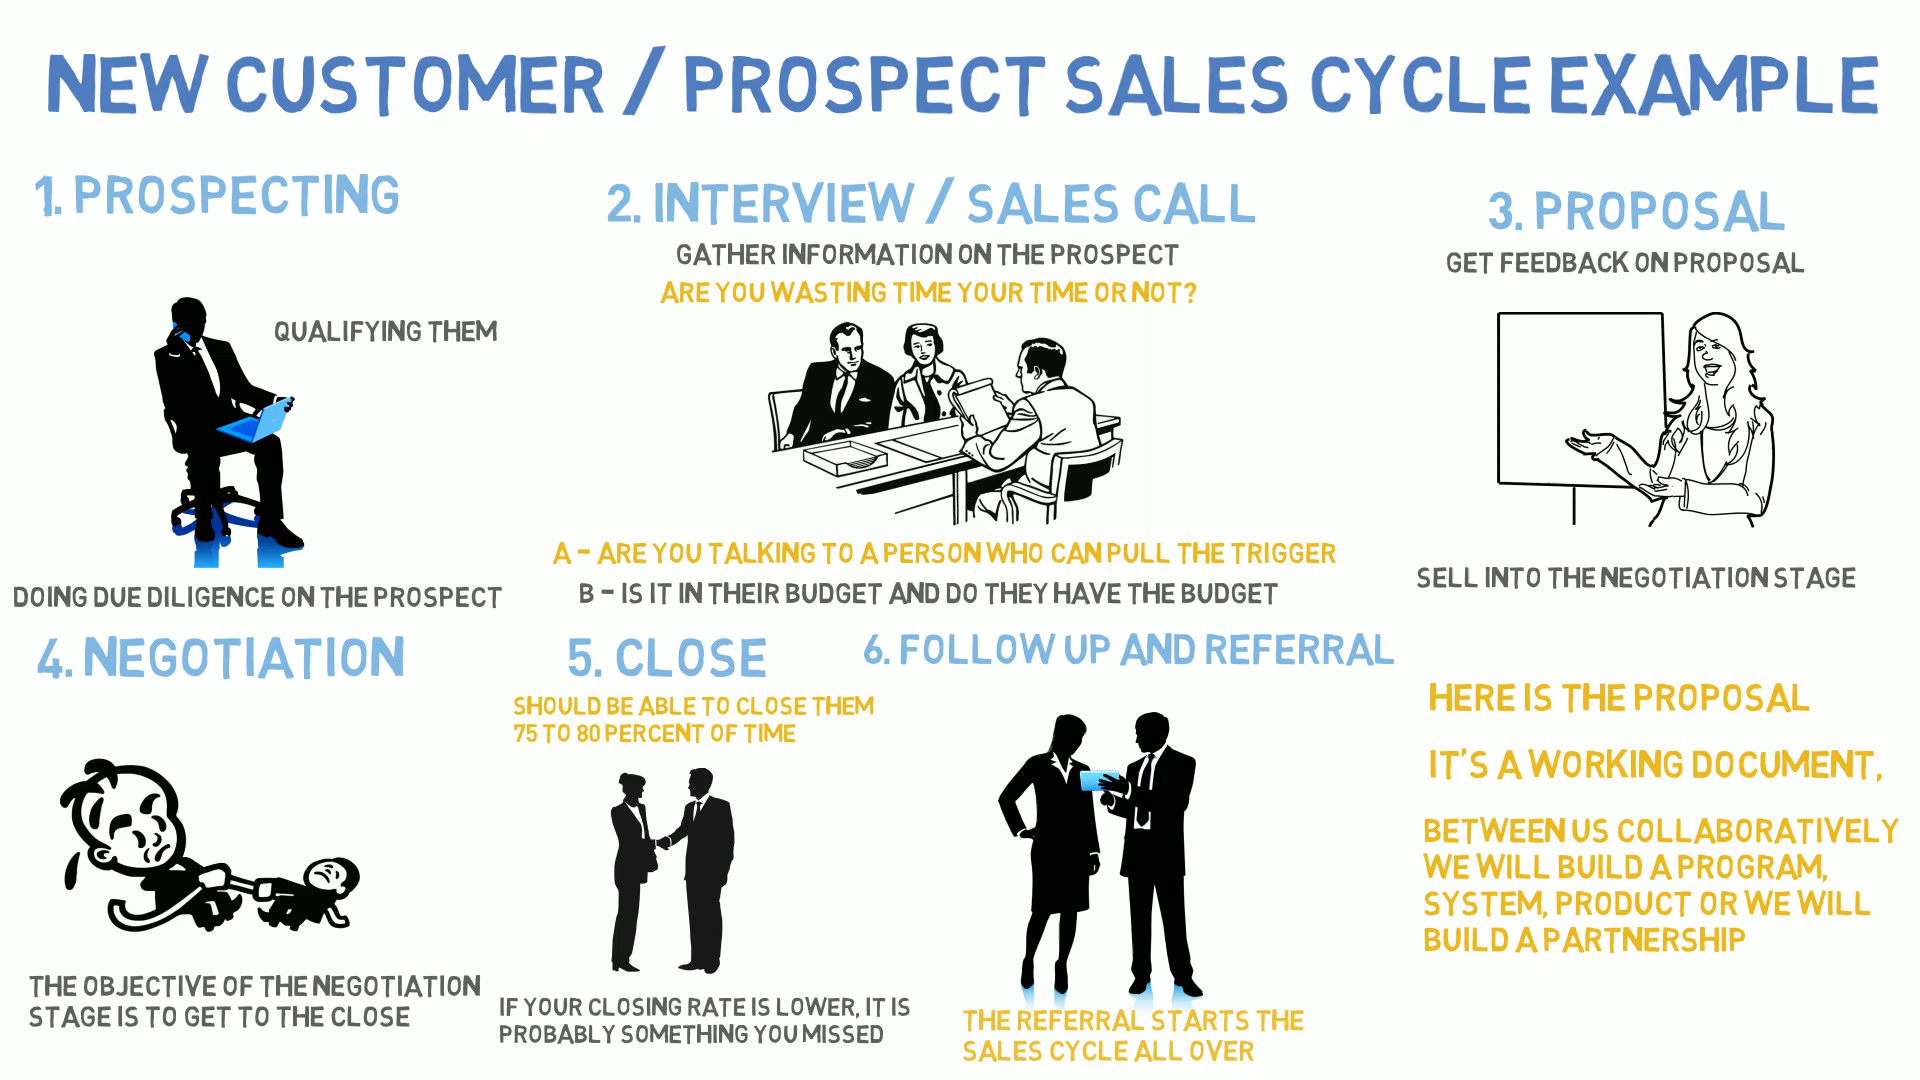 NEW CUSTOMER / PROSPECT SALES CYCLE EXAMPLE
1. PROSPECTING
QUALIFYING THEM
DOING DUE DILIGENCE ON THE PROSPECT
2. INTERVIEW / SALES CALL
GATHER INFORMATION ON THE PROSPECT
ARE YOU WASTING TIME YOUR TIME OR NOT?
A - ARE YOU TALKING TO A PERSON WHO CAN PULL THE TRIGGER
B - IS IT IN THEIR BUDGET AND DO THEY HAVE THE BUDGET
3. PROPOSAL
GET FEEDBACK ON PROPOSAL
SELL INTO THE NEGOTIATION STAGE
4. NEGOTIATION
THE OBJECTIVE OF THE NEGOTIATION
STAGE IS TO GET TO THE CLOSE
5. CLOSE
SHOULD BE ABLE TO CLOSE THEM
75 TO 80 PERCENT OF TIME
IF YOUR CLOSING RATE IS LOWER, IT IS
PROBABLY SOMETHING YOU MISSED
6. FOLLOW UP AND REFERRAL
THE REFERRAL STARTS THE
SALES CYCLE ALL OVER
HERE IS THE PROPOSAL
IT'S A WORKING DOCUMENT,
BETWEEN US COLLABORATIVELY
WE WILL BUILD A PROGRAM,
SYSTEM, PRODUCT OR WE WILL
BUILD A PARTNERSHIP